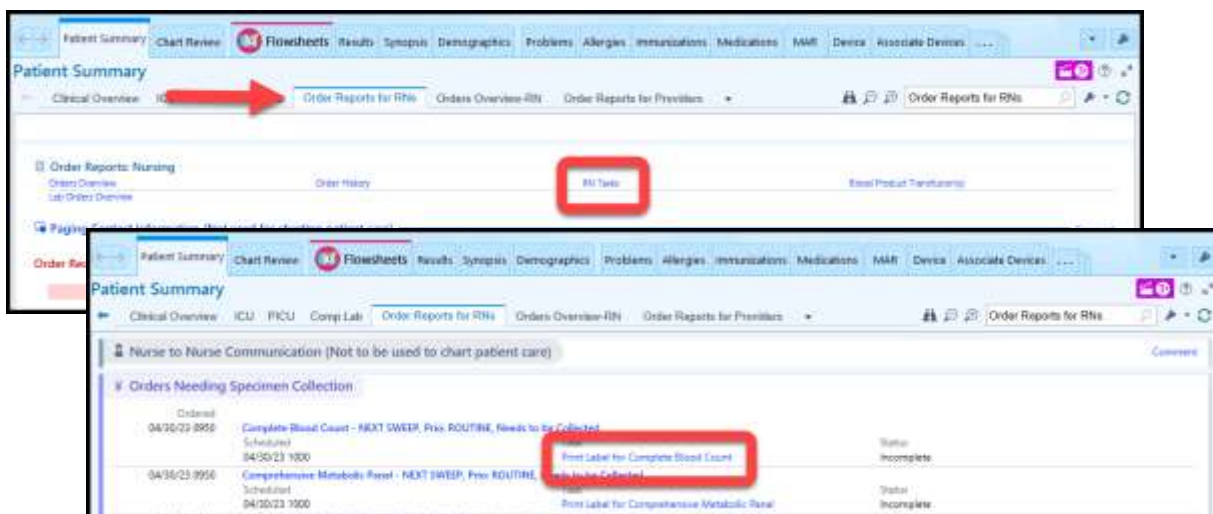 Patient Summary Chart Review Flowsheets Results Synopsis Demographics Problems Allergies Immunizations Medications MAR Device Associate Devices ....
Patient Summary
Clinical Overview Order Reports for RNs Orders Overview-RN Order Reports for Providers Order Reports for RNs
Order Reports: Nursing
Orders Overview Order History RN Tasks Blood Product
Lab Orders Overview
Paging
Order Rec
Patient Summary Chart Review Flowsheets Results Synopsis Demographics Problems Allergies Immunizations Medications MAR Device Associate Devices ....
Patient Summary
Clinical Overview ICU PICU Comp Lab Order Reports for RNs Orders Overview-RN Order Reports for Providers Order Reports for RNs
Nurse to Nurse Communication (Not to be used to chart patient care) Comment
Orders Needing Specimen Collection
Ordered
04/30/23 0950 Complete Blood Count - NEXT SWEEP, Prio: ROUTINE, Needs to be Collected
Scheduled Task Status
04/30/23 1000 Print Label for Complete Blood Count Incomplete
04/30/23 0950 Comprehensive Metabolic Panel - NEXT SWEEP, Prio: ROUTINE, Needs to be Collected
Scheduled Task Status
04/30/23 1000 Print Label for Comprehensive Metabolic Panel Incomplete